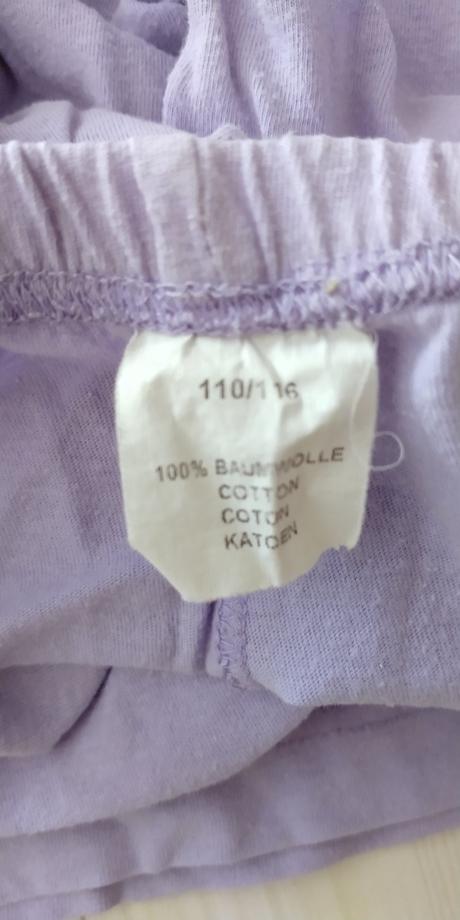 110/116
100% BAUMWOLLE
COTTON
COTON
KATOEN